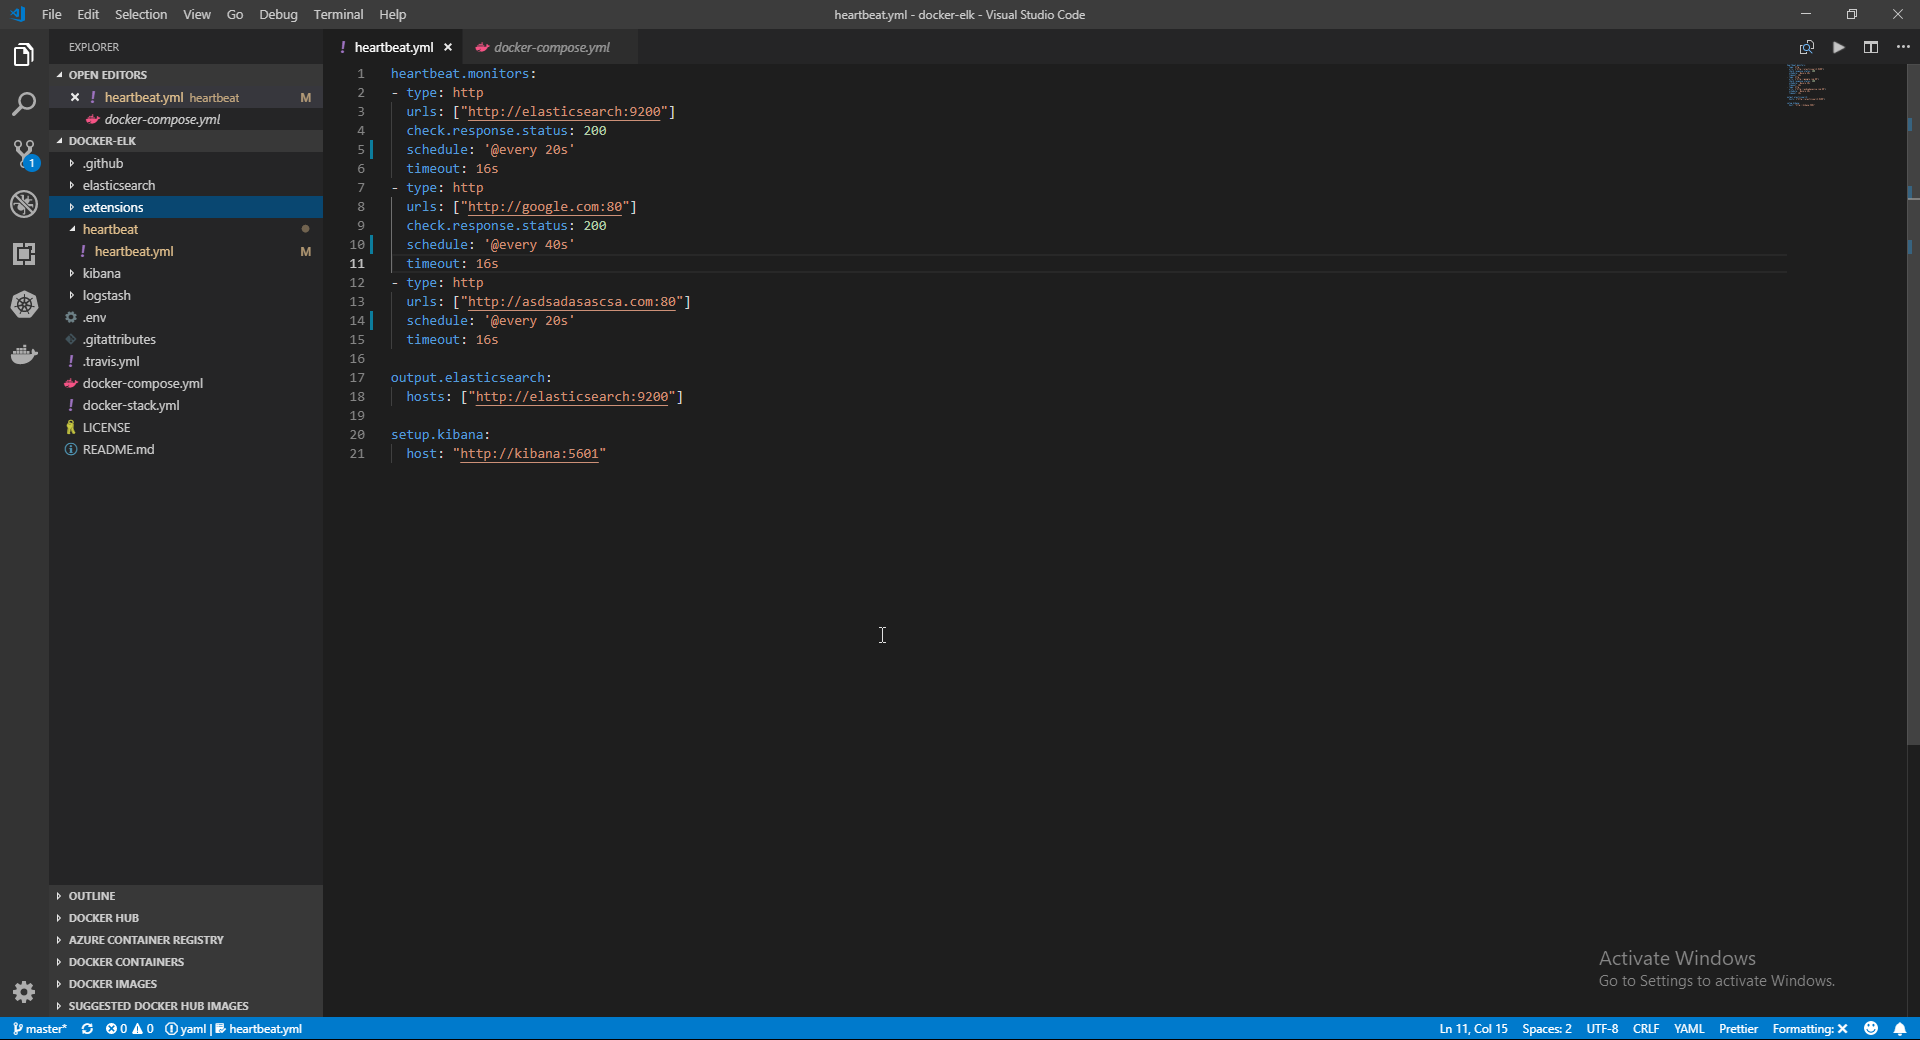 File Edit Selection View Go Debug Terminal Help
heartbeat.yml - docker-elk - Visual Studio Code
EXPLORER
OPEN EDITORS
heartbeat.yml heartbeat M
docker-compose.yml
DOCKER-ELK
.github
elasticsearch
extensions
heartbeat
heartbeat.yml M
kibana
logstash
.env
.gitattributes
.travis.yml
docker-compose.yml
docker-stack.yml
LICENSE
README.md
OUTLINE
DOCKER HUB
AZURE CONTAINER REGISTRY
DOCKER CONTAINERS
DOCKER IMAGES
SUGGESTED DOCKER HUB IMAGES
1
heartbeat.yml docker-compose.yml
1 heartbeat.monitors:
2 - type: http
3 urls: ["http://elasticsearch:9200"]
4 check.response.status: 200
5 schedule: '@every 20s'
6 timeout: 16s
7 - type: http
8 urls: ["http://google.com:80"]
9 check.response.status: 200
10 schedule: '@every 40s'
11 timeout: 16s
12 - type: http
13 urls: ["http://asdsadasascsa.com:80"]
14 schedule: '@every 20s'
15 timeout: 16s
16
17 output.elasticsearch:
18 hosts: ["http://elasticsearch:9200"]
19
20 setup.kibana:
21 host: "http://kibana:5601"
Activate Windows
Go to Settings to activate Windows.
master* 0 0 yaml | heartbeat.yml
Ln 11, Col 15 Spaces: 2 UTF-8 CRLF YAML Prettier Formatting: ✕